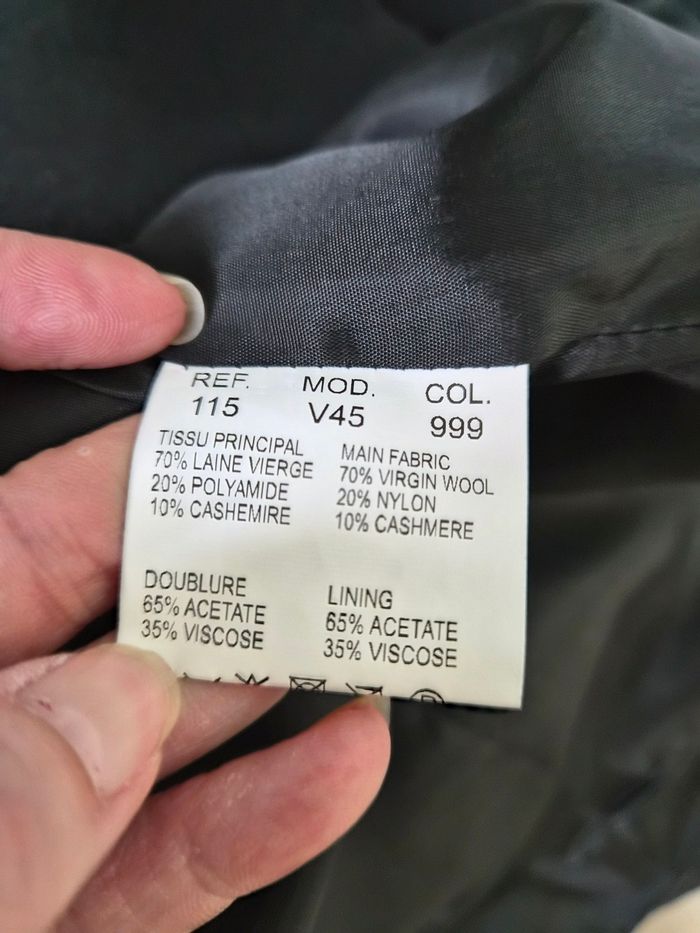 REF. MOD. COL.
115 V45 999
TISSU PRINCIPAL
70% LAINE VIERGE
20% POLYAMIDE
10% CASHEMIRE
MAIN FABRIC
70% VIRGIN WOOL
20% NYLON
10% CASHMERE
DOUBLURE
65% ACETATE
35% VISCOSE
LINING
65% ACETATE
35% VISCOSE